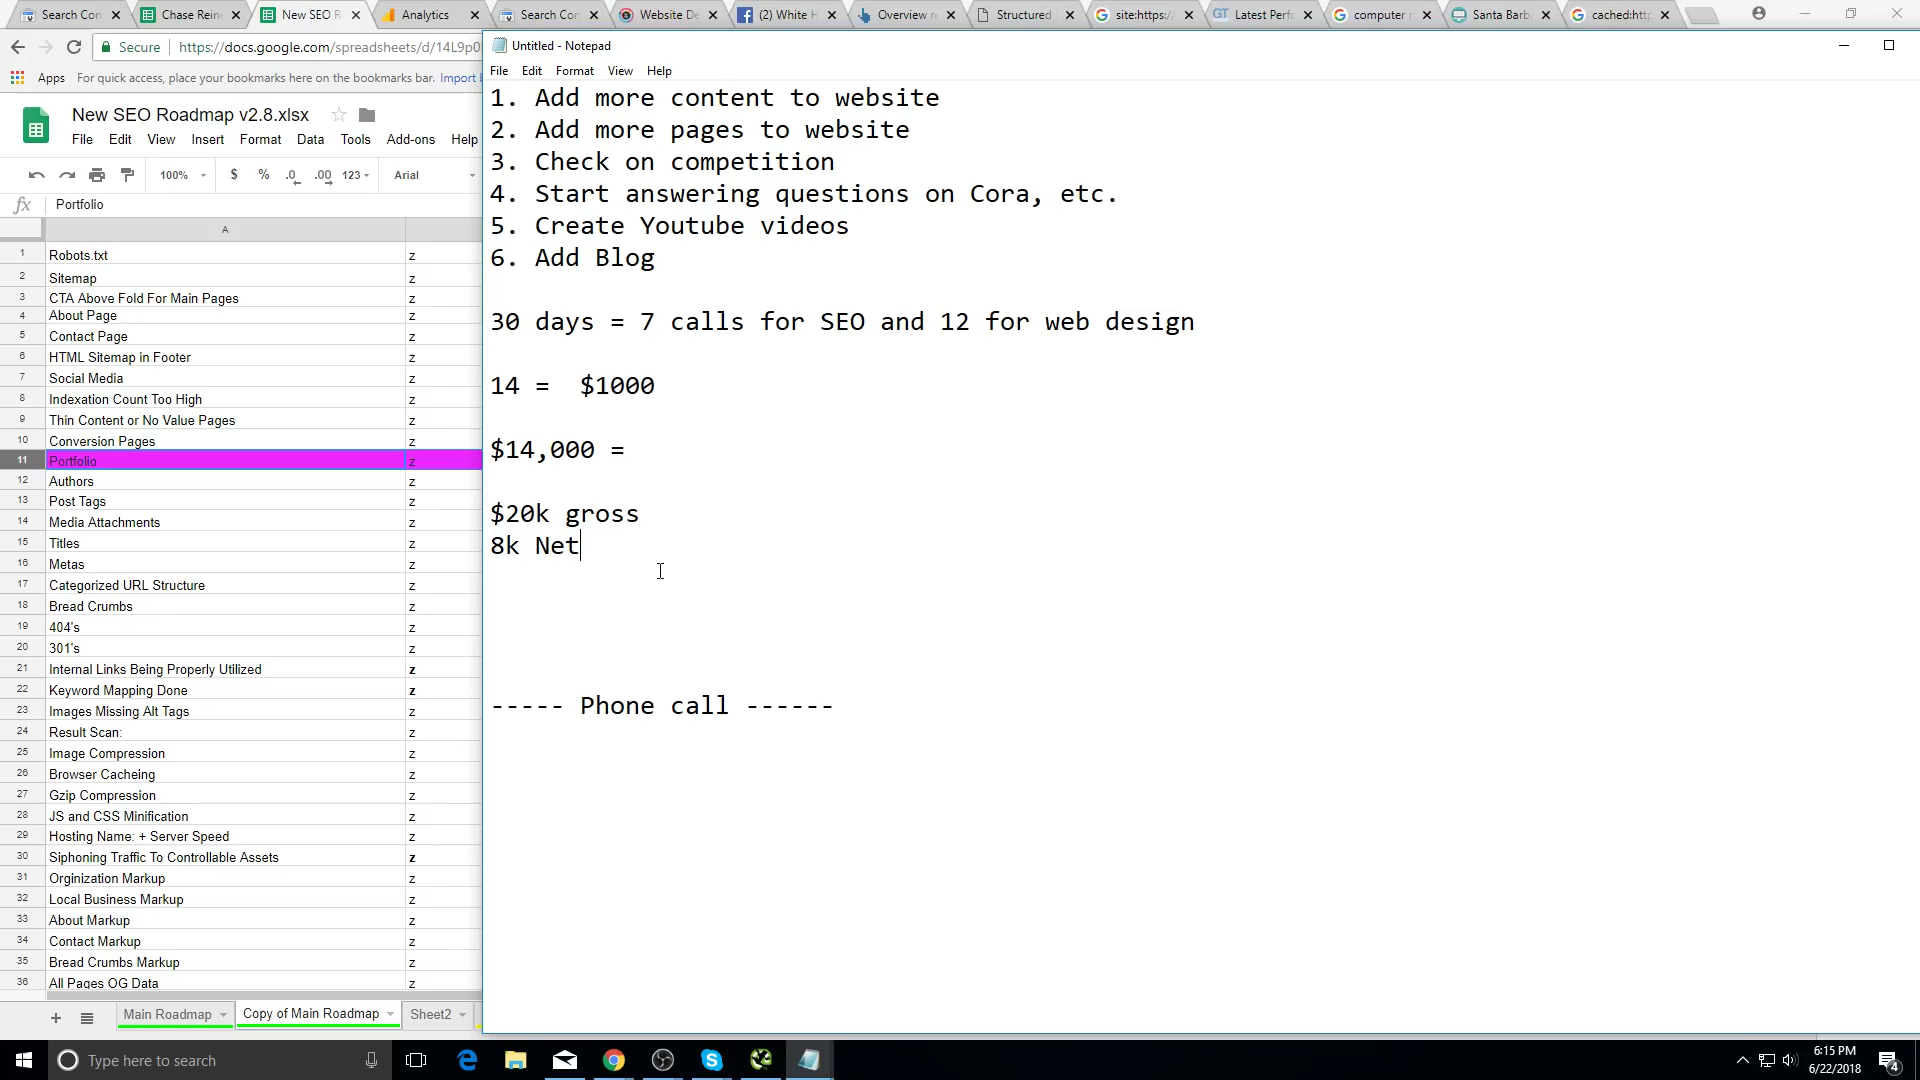 Search Con
Chase Rein
New SEO R
Analytics
Search Con
Website De
(2) White H
Overview r
Structured
site:https:/
Latest Perfo
computer r
Santa Barb
cached:http
Secure
https://docs.google.com/spreadsheets/d/14L9p0
Apps
For quick access, place your bookmarks here on the bookmarks bar. Import
New SEO Roadmap v2.8.xlsx
File Edit View Insert Format Data Tools Add-ons Help
100% $ % .0 .00 123 Arial
fx Portfolio
A
1 Robots.txt z
2 Sitemap z
3 CTA Above Fold For Main Pages z
4 About Page z
5 Contact Page z
6 HTML Sitemap in Footer z
7 Social Media z
8 Indexation Count Too High z
9 Thin Content or No Value Pages z
10 Conversion Pages z
11 Portfolio z
12 Authors z
13 Post Tags z
14 Media Attachments z
15 Titles z
16 Metas z
17 Categorized URL Structure z
18 Bread Crumbs z
19 404's z
20 301's z
21 Internal Links Being Properly Utilized z
22 Keyword Mapping Done z
23 Images Missing Alt Tags z
24 Result Scan: z
25 Image Compression z
26 Browser Cacheing z
27 Gzip Compression z
28 JS and CSS Minification z
29 Hosting Name: + Server Speed z
30 Siphoning Traffic To Controllable Assets z
31 Orginization Markup z
32 Local Business Markup z
33 About Markup z
34 Contact Markup z
35 Bread Crumbs Markup z
36 All Pages OG Data z
Main Roadmap
Copy of Main Roadmap
Sheet2
Untitled - Notepad
File Edit Format View Help
1. Add more content to website
2. Add more pages to website
3. Check on competition
4. Start answering questions on Cora, etc.
5. Create Youtube videos
6. Add Blog
30 days = 7 calls for SEO and 12 for web design
14 =  $1000
$14,000 =
$20k gross
8k Net
----- Phone call ------
Type here to search
6:15 PM
6/22/2018
4